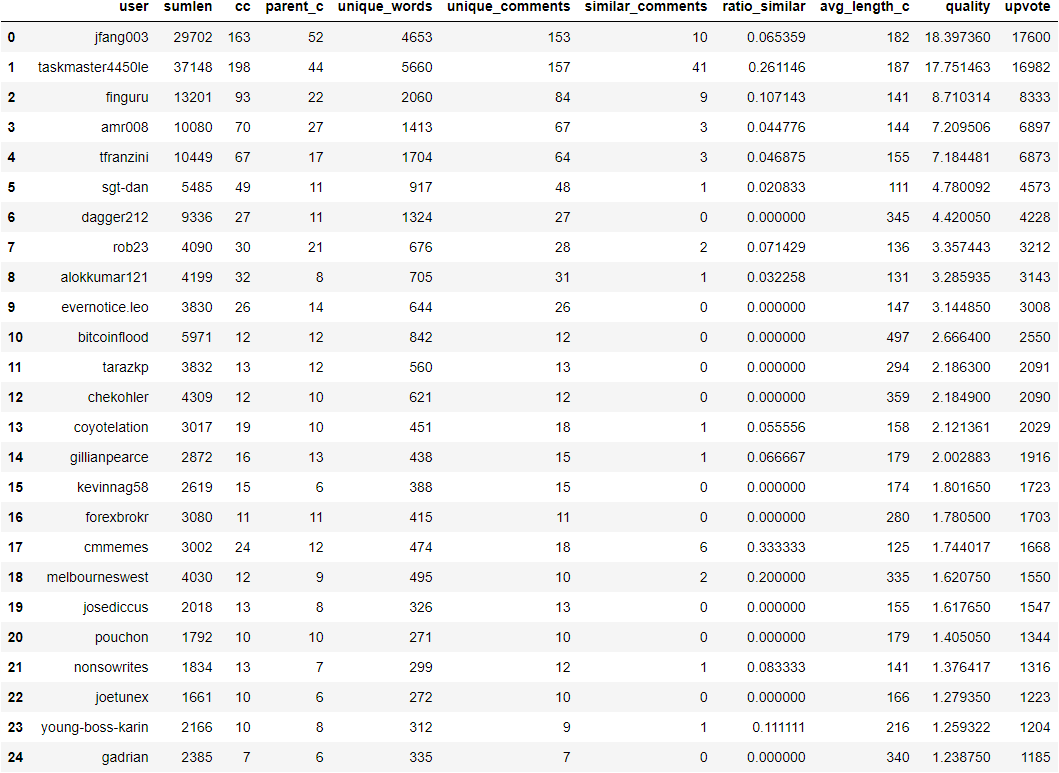 user sumlen cc parent_c unique_words unique_comments similar_comments ratio_similar avg_length_c quality upvote
0 jfang003 29702 163 52 4653 153 10 0.065359 182 18.397360 17600
1 taskmaster4450le 37148 198 44 5660 157 41 0.261146 187 17.751463 16982
2 finguru 13201 93 22 2060 84 9 0.107143 141 8.710314 8333
3 amr008 10080 70 27 1413 67 3 0.044776 144 7.209506 6897
4 tfranzini 10449 67 17 1704 64 3 0.046875 155 7.184481 6873
5 sgt-dan 5485 49 11 917 48 1 0.020833 111 4.780092 4573
6 dagger212 9336 27 11 1324 27 0 0.000000 345 4.420050 4228
7 rob23 4090 30 21 676 28 2 0.071429 136 3.357443 3212
8 alokkumar121 4199 32 8 705 31 1 0.032258 131 3.285935 3143
9 evernotice.leo 3830 26 14 644 26 0 0.000000 147 3.144850 3008
10 bitcoinflood 5971 12 12 842 12 0 0.000000 497 2.666400 2550
11 tarazkp 3832 13 12 560 13 0 0.000000 294 2.186300 2091
12 chekohler 4309 12 10 621 12 0 0.000000 359 2.184900 2090
13 coyotelation 3017 19 10 451 18 1 0.055556 158 2.121361 2029
14 gillianpearce 2872 16 13 438 15 1 0.066667 179 2.002883 1916
15 kevinnag58 2619 15 6 388 15 0 0.000000 174 1.801650 1723
16 forexbrokr 3080 11 11 415 11 0 0.000000 280 1.780500 1703
17 cmmemes 3002 24 12 474 18 6 0.333333 125 1.744017 1668
18 melbourneswest 4030 12 9 495 10 2 0.200000 335 1.620750 1550
19 josediccus 2018 13 8 326 13 0 0.000000 155 1.617650 1547
20 pouchon 1792 10 10 271 10 0 0.000000 179 1.405050 1344
21 nonsowrites 1834 13 7 299 12 1 0.083333 141 1.376417 1316
22 joetunex 1661 10 6 272 10 0 0.000000 166 1.279350 1223
23 young-boss-karin 2166 10 8 312 9 1 0.111111 216 1.259322 1204
24 gadrian 2385 7 6 335 7 0 0.000000 340 1.238750 1185